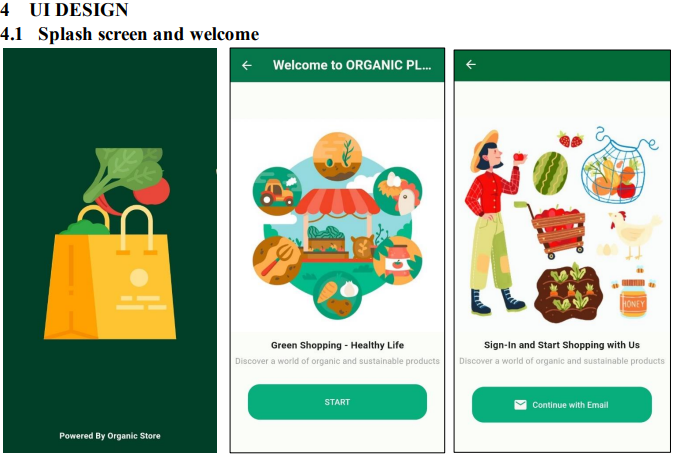 4 UI DESIGN
4.1 Splash screen and welcome
Powered By Organic Store
Welcome to ORGANIC PL...
Green Shopping - Healthy Life
Discover a world of organic and sustainable products
START
HONEY
Sign-In and Start Shopping with Us
Discover a world of organic and sustainable products
Continue with Email